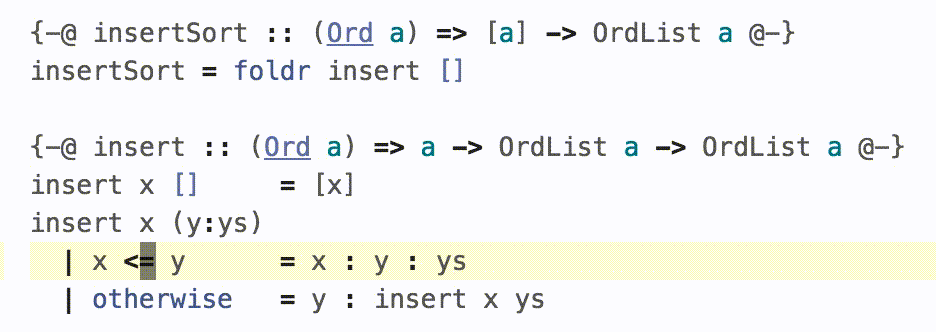 {-@ insertSort :: (Ord a) => [a] -> OrdList a @-}
insertSort = foldr insert []
{-@ insert :: (Ord a) => a -> OrdList a -> OrdList a @-}
insert x []     = [x]
insert x (y:ys)
  | x <= y      = x : y : ys
  | otherwise   = y : insert x ys